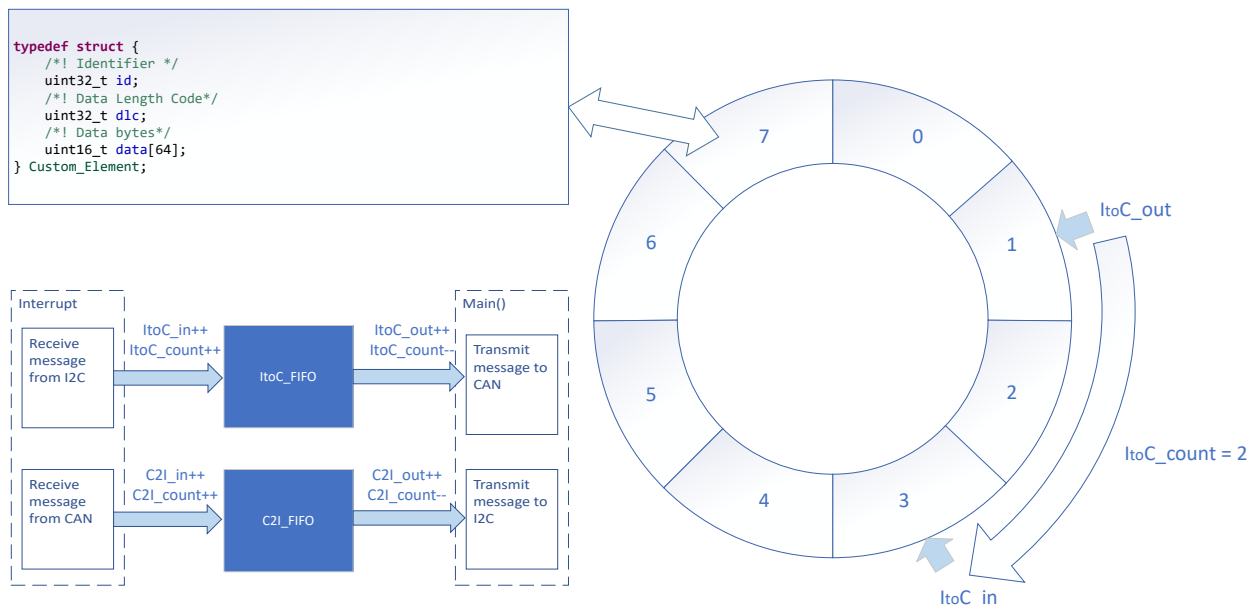 typedef struct {
/*! Identifier */
uint32_t id;
/*! Data Length Code*/
uint32_t dlc;
/*! Data bytes*/
uint16_t data[64];
} Custom_Element;
Interrupt
Receive
message
from I2C
ItoC_in++
ItoC_count++
ItoC_FIFO
ItoC_out++
ItoC_count--
Main()
Transmit
message to
CAN
Receive
message
from CAN
C2I_in++
C2I_count++
C2I_FIFO
C2I_out++
C2I_count--
Transmit
message to
I2C
7
0
6
1
5
2
4
3
ItoC_out
ItoC_count = 2
ItoC_in